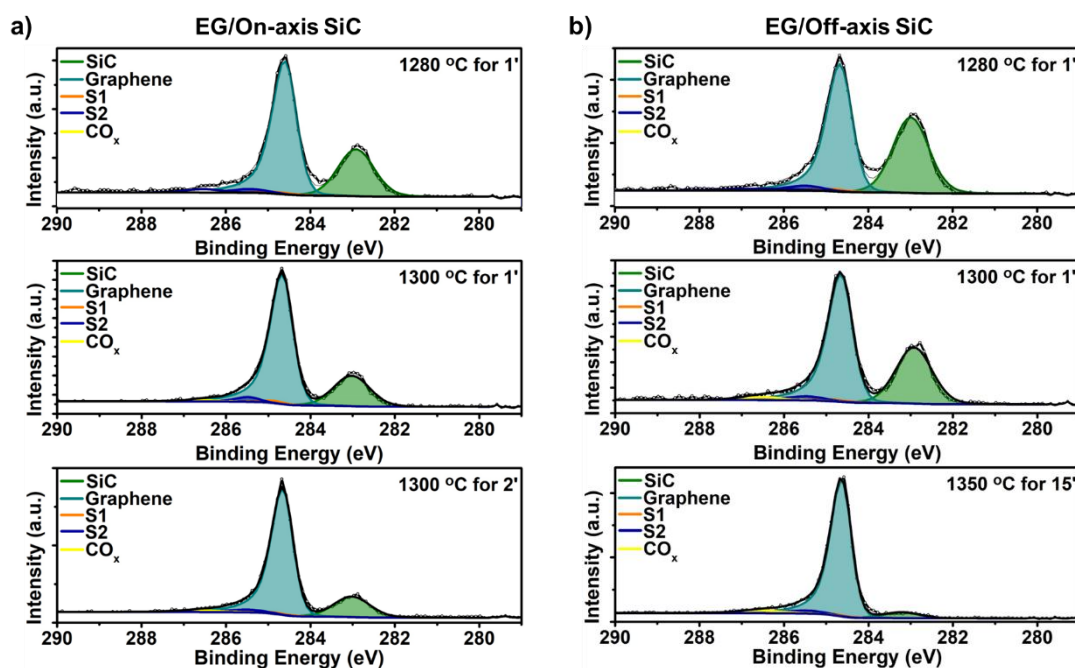 a) EG/On-axis SiC
1280 °C for 1'
SiC
Graphene
S1
S2
COx
Intensity (a.u.)
290 288 286 284 282 280
Binding Energy (eV)
1300 °C for 1'
SiC
Graphene
S1
S2
COx
Intensity (a.u.)
290 288 286 284 282 280
Binding Energy (eV)
1300 °C for 2'
SiC
Graphene
S1
S2
COx
Intensity (a.u.)
290 288 286 284 282 280
Binding Energy (eV)
b) EG/Off-axis SiC
1280 °C for 1'
SiC
Graphene
S1
S2
COx
Intensity (a.u.)
290 288 286 284 282 280
Binding Energy (eV)
1300 °C for 1'
SiC
Graphene
S1
S2
COx
Intensity (a.u.)
290 288 286 284 282 280
Binding Energy (eV)
1350 °C for 15'
SiC
Graphene
S1
S2
COx
Intensity (a.u.)
290 288 286 284 282 280
Binding Energy (eV)